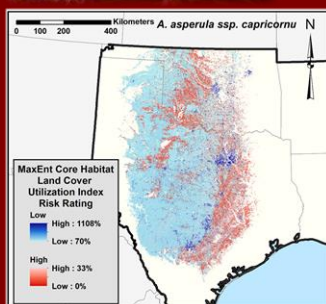 0 100 200 400 Kilometers
A. asperula ssp. capricornu
N
MaxEnt Core Habitat
Land Cover
Utilization Index
Risk Rating
Low
High : 1108%
Low : 70%
High
High : 33%
Low : 0%